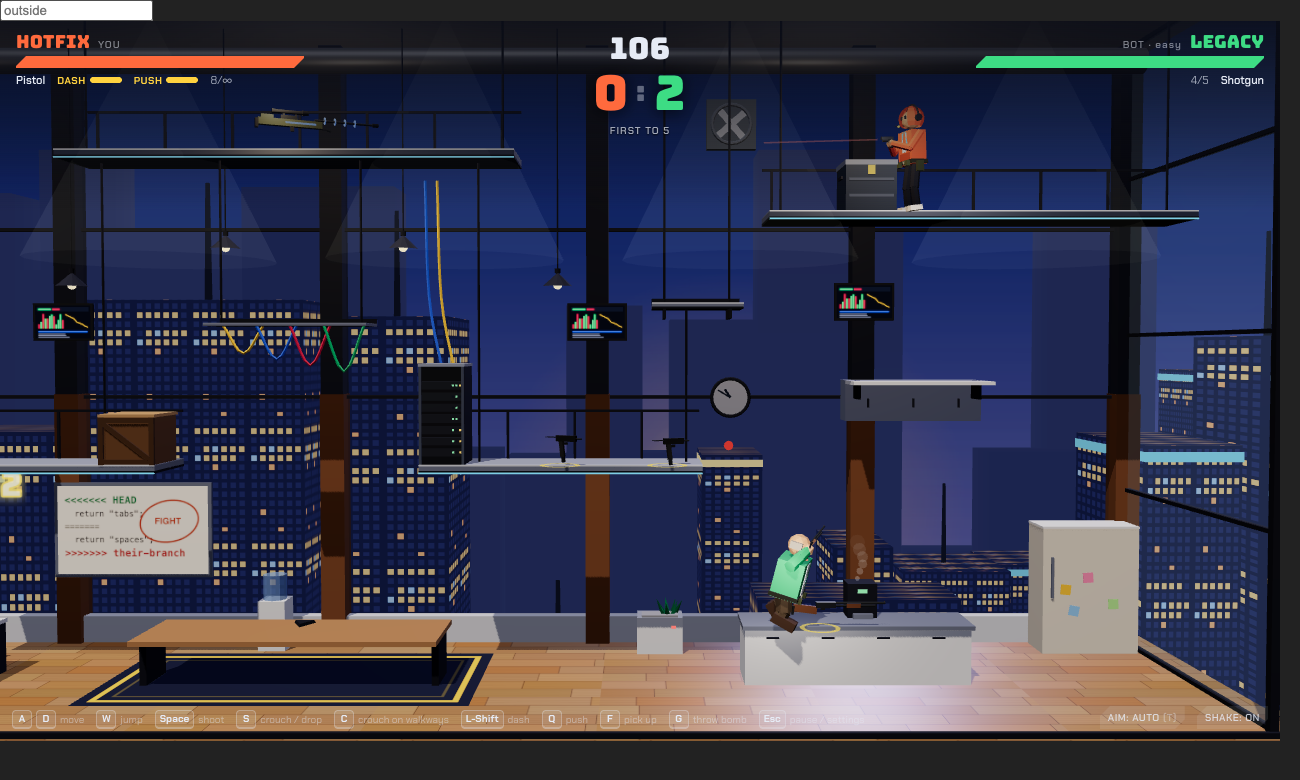 outside
HOTFIX YOU
106
BOT · easy LEGACY
Pistol DASH PUSH 8/∞
0 : 2
4/5 Shotgun
FIRST TO 5
2
<<<<<<< HEAD
return "tabs";
=======
return "spaces";
>>>>>>> their-branch
FIGHT
A D move W jump Space shoot S crouch / drop C crouch on walkways L-Shift dash Q push F pick up G throw bomb Esc
AIM: AUTO [T] SHAKE: ON